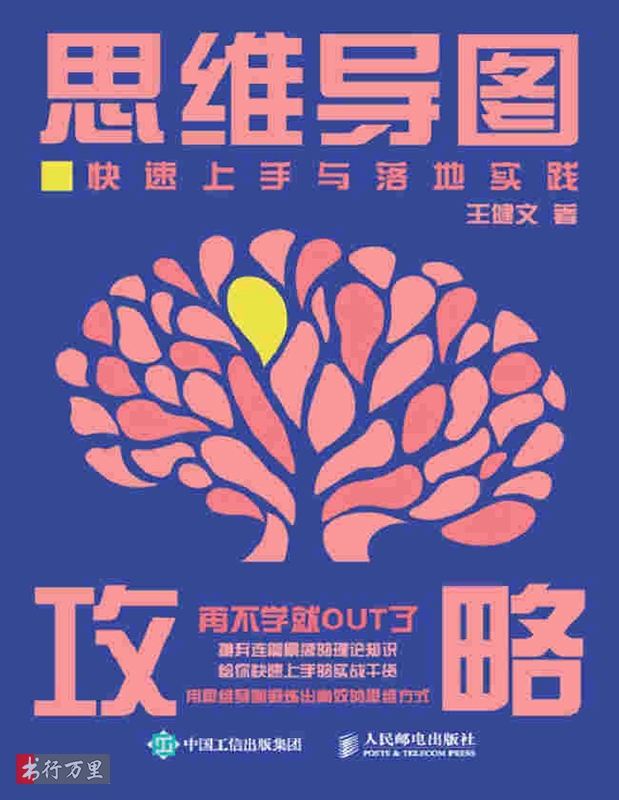 思维导图
快速上手与落地实践
王健文 著
攻略
再不学就OUT了
摒弃连篇累牍的理论知识
给你快速上手的实战干货
用思维导图训练出高效的思维方式
中国工信出版集团
人民邮电出版社
POSTS & TELECOM PRESS
书行万里